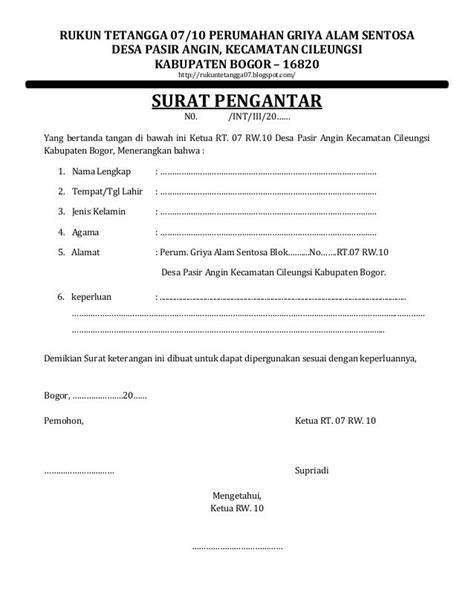 RUKUN TETANGGA 07/10 PERUMAHAN GRIYA ALAM SENTOSA
DESA PASIR ANGIN, KECAMATAN CILEUNGSI
KABUPATEN BOGOR – 16820
http://rukuntetangga07.blogspot.com/
SURAT PENGANTAR
N0. /INT/III/20……
Yang bertanda tangan di bawah ini Ketua RT. 07 RW.10 Desa Pasir Angin Kecamatan Cileungsi
Kabupaten Bogor, Menerangkan bahwa :
1. Nama Lengkap : ……………………………………………………………
2. Tempat/Tgl Lahir : ……………………………………………………………
3. Jenis Kelamin : ……………………………………………………………
4. Agama : ……………………………………………………………
5. Alamat : Perum. Griya Alam Sentosa Blok……….No…….RT.07 RW.10
Desa Pasir Angin Kecamatan Cileungsi Kabupaten Bogor.
6. keperluan : ……………………………………………………………………
……………………………………………………………………………………………………
………………………………………………………………………………………
Demikian Surat keterangan ini dibuat untuk dapat dipergunakan sesuai dengan keperluannya,
Bogor, …………………..20……
Pemohon, Ketua RT. 07 RW. 10
………………………… Supriadi
Mengetahui,
Ketua RW. 10
………………………………